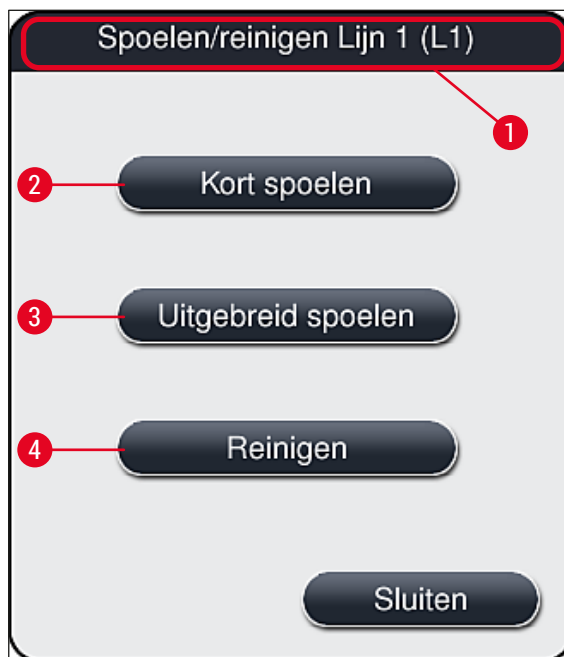 Spoelen/reinigen Lijn 1 (L1)
1
2
Kort spoelen
3
Uitgebreid spoelen
4
Reinigen
Sluiten